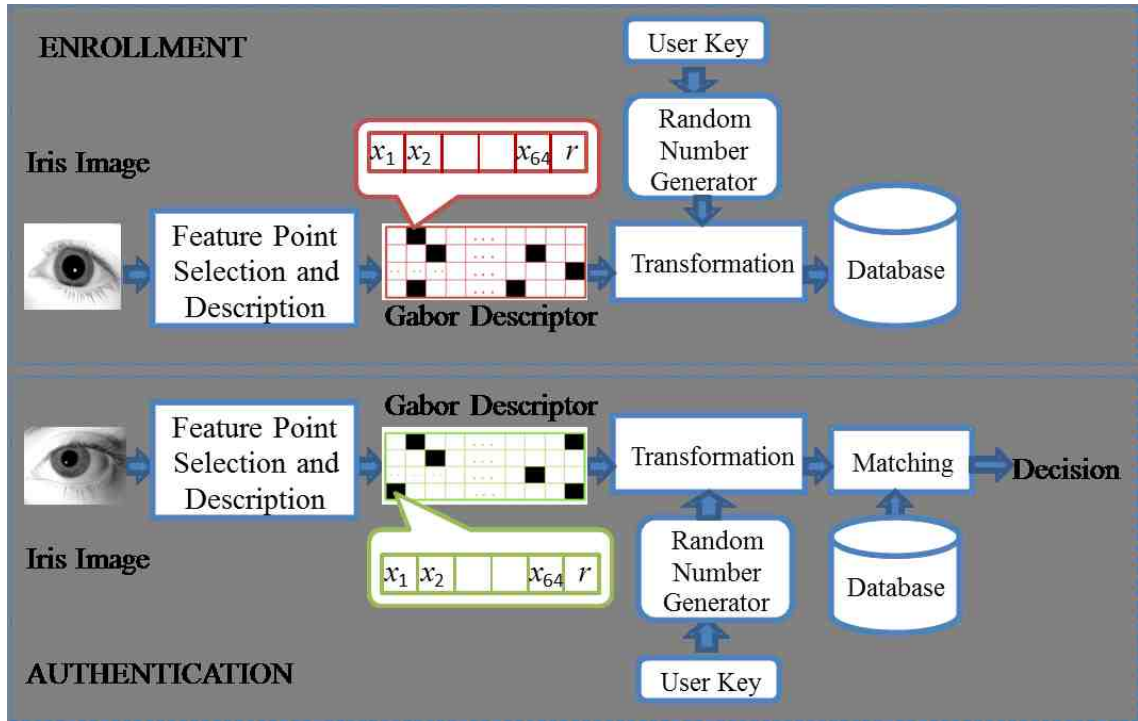 ENROLLMENT
User Key
Random
Number
Generator
x1 x2 x64 r
Iris Image
Feature Point
Selection and
Description
. . .
. . .
. . . . . . .
. . .
Gabor Descriptor
Transformation
Database
Gabor Descriptor
Feature Point
Selection and
Description
. . .
. . .
. . .
. . .
Transformation
Matching
Decision
Iris Image
x1 x2 x64 r
Random
Number
Generator
Database
User Key
AUTHENTICATION